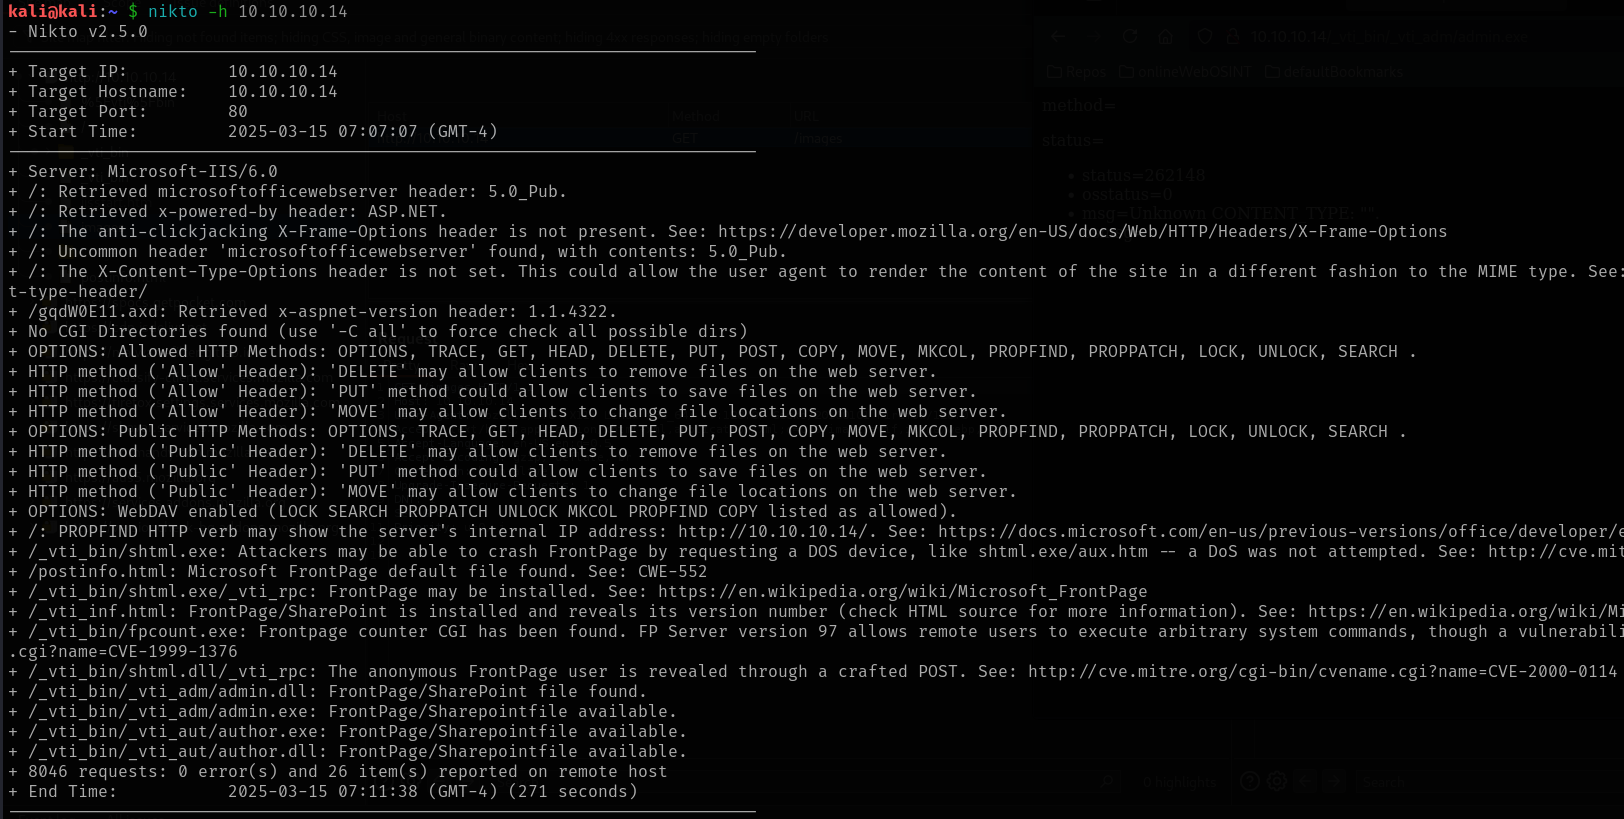 kali@kali:~ $ nikto -h 10.10.10.14
- Nikto v2.5.0
+ Target IP: 10.10.10.14
+ Target Hostname: 10.10.10.14
+ Target Port: 80
+ Start Time: 2025-03-15 07:07:07 (GMT-4)
+ Server: Microsoft-IIS/6.0
+ /: Retrieved microsoftofficewebserver header: 5.0_Pub.
+ /: Retrieved x-powered-by header: ASP.NET.
+ /: The anti-clickjacking X-Frame-Options header is not present. See: https://developer.mozilla.org/en-US/docs/Web/HTTP/Headers/X-Frame-Options
+ /: Uncommon header 'microsoftofficewebserver' found, with contents: 5.0_Pub.
+ /: The X-Content-Type-Options header is not set. This could allow the user agent to render the content of the site in a different fashion to the MIME type. See:
t-type-header/
+ /gqdW0E11.axd: Retrieved x-aspnet-version header: 1.1.4322.
+ No CGI Directories found (use '-C all' to force check all possible dirs)
+ OPTIONS: Allowed HTTP Methods: OPTIONS, TRACE, GET, HEAD, DELETE, PUT, POST, COPY, MOVE, MKCOL, PROPFIND, PROPPATCH, LOCK, UNLOCK, SEARCH .
+ HTTP method ('Allow' Header): 'DELETE' may allow clients to remove files on the web server.
+ HTTP method ('Allow' Header): 'PUT' method could allow clients to save files on the web server.
+ HTTP method ('Allow' Header): 'MOVE' may allow clients to change file locations on the web server.
+ OPTIONS: Public HTTP Methods: OPTIONS, TRACE, GET, HEAD, DELETE, PUT, POST, COPY, MOVE, MKCOL, PROPFIND, PROPPATCH, LOCK, UNLOCK, SEARCH .
+ HTTP method ('Public' Header): 'DELETE' may allow clients to remove files on the web server.
+ HTTP method ('Public' Header): 'PUT' method could allow clients to save files on the web server.
+ HTTP method ('Public' Header): 'MOVE' may allow clients to change file locations on the web server.
+ OPTIONS: WebDAV enabled (LOCK SEARCH PROPPATCH UNLOCK MKCOL PROPFIND COPY listed as allowed).
+ /: PROPFIND HTTP verb may show the server's internal IP address: http://10.10.10.14/. See: https://docs.microsoft.com/en-us/previous-versions/office/developer/e
+ /_vti_bin/shtml.exe: Attackers may be able to crash FrontPage by requesting a DOS device, like shtml.exe/aux.htm -- a DoS was not attempted. See: http://cve.mit
+ /postinfo.html: Microsoft FrontPage default file found. See: CWE-552
+ /_vti_bin/shtml.exe/_vti_rpc: FrontPage may be installed. See: https://en.wikipedia.org/wiki/Microsoft_FrontPage
+ /_vti_inf.html: FrontPage/SharePoint is installed and reveals its version number (check HTML source for more information). See: https://en.wikipedia.org/wiki/Mi
+ /_vti_bin/fpcount.exe: Frontpage counter CGI has been found. FP Server version 97 allows remote users to execute arbitrary system commands, though a vulnerabili
.cgi?name=CVE-1999-1376
+ /_vti_bin/shtml.dll/_vti_rpc: The anonymous FrontPage user is revealed through a crafted POST. See: http://cve.mitre.org/cgi-bin/cvename.cgi?name=CVE-2000-0114
+ /_vti_bin/_vti_adm/admin.dll: FrontPage/SharePoint file found.
+ /_vti_bin/_vti_adm/admin.exe: FrontPage/Sharepointfile available.
+ /_vti_bin/_vti_aut/author.exe: FrontPage/Sharepointfile available.
+ /_vti_bin/_vti_aut/author.dll: FrontPage/Sharepointfile available.
+ 8046 requests: 0 error(s) and 26 item(s) reported on remote host
+ End Time: 2025-03-15 07:11:38 (GMT-4) (271 seconds)
Repos onlineWebOSINT defaultBookmarks
method=
status=
status=262148
osstatus=0
msg=Unknown CONTENT_TYPE: "".
Method URL
GET /images
0 highlights
Search